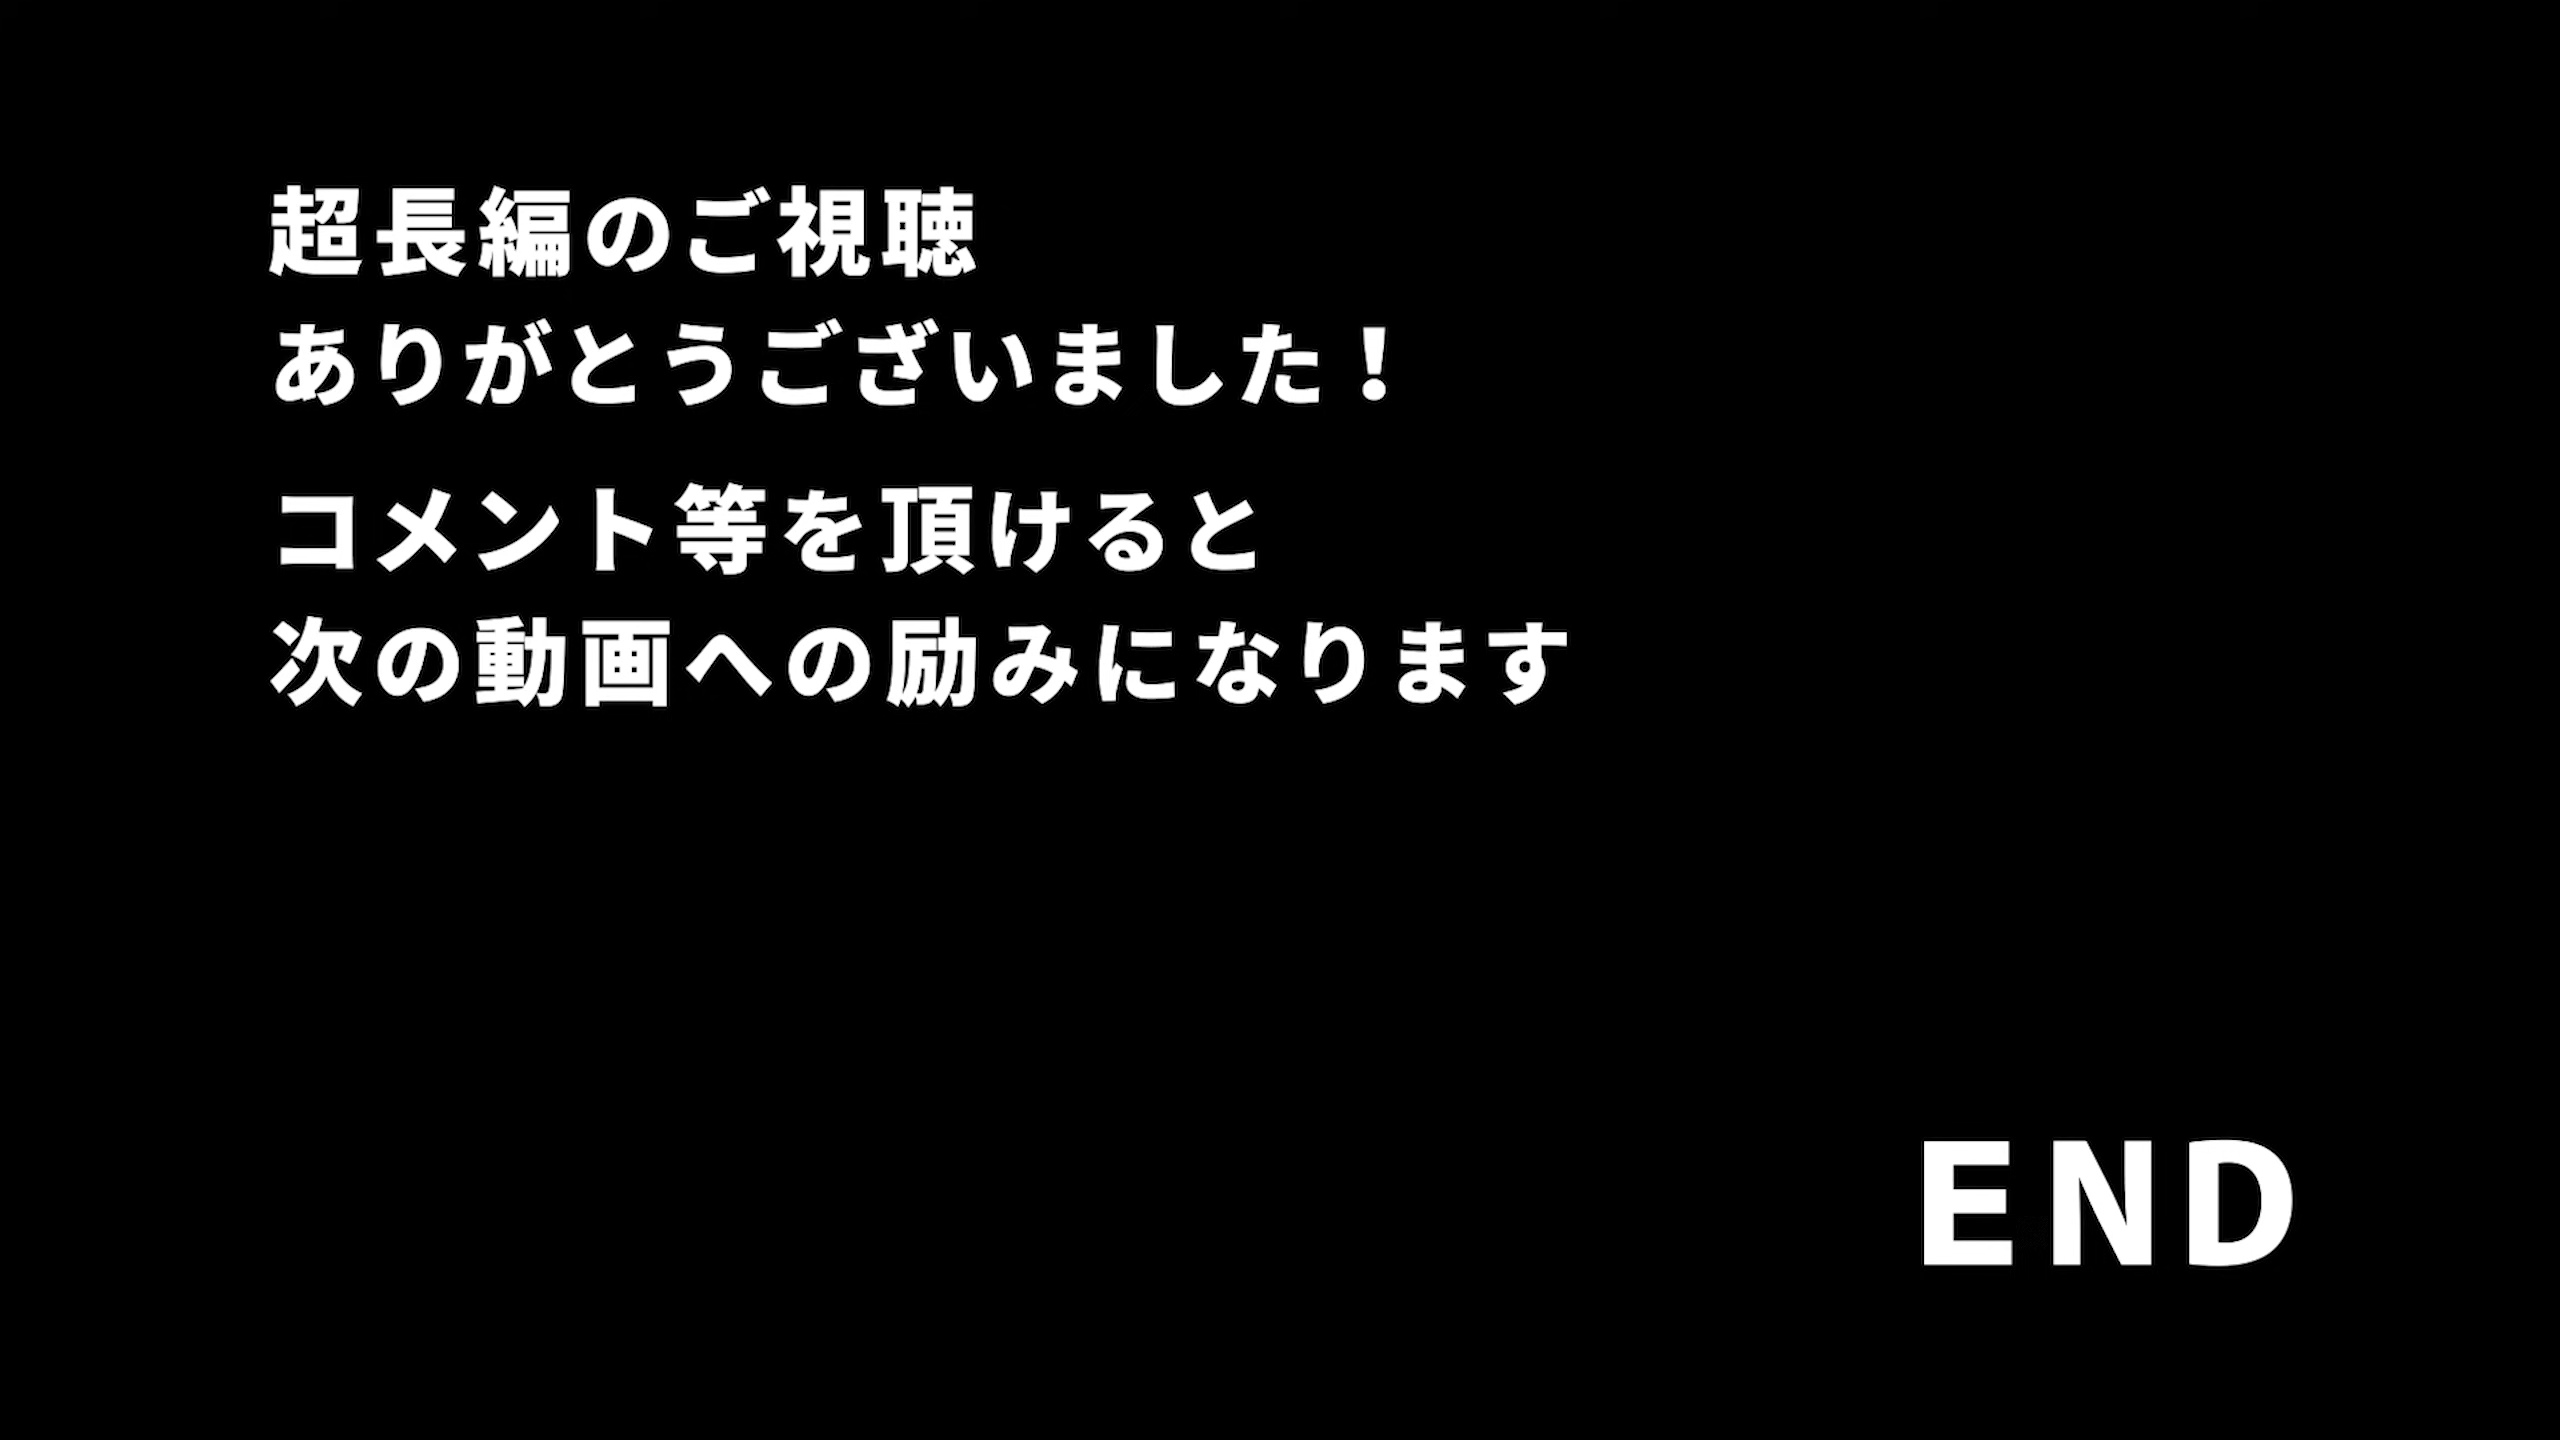 超長編のご視聴
ありがとうございました！
コメント等を頂けると
次の動画への励みになります
END